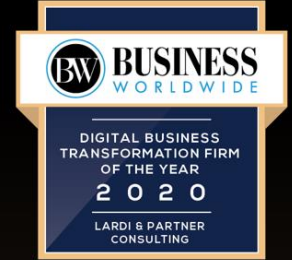 BW BUSINESS
WORLDWIDE
DIGITAL BUSINESS
TRANSFORMATION FIRM
OF THE YEAR
2020
LARDI & PARTNER
CONSULTING